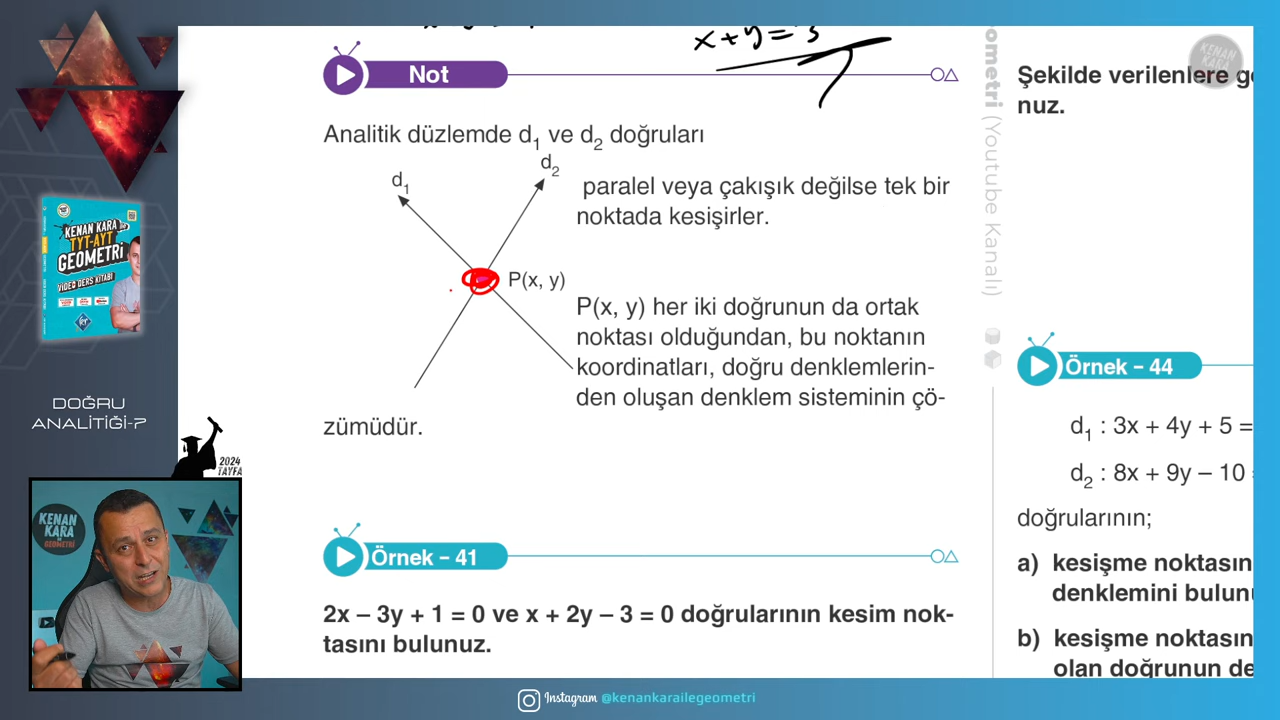 x + y = 3
Not
Analitik düzlemde d1 ve d2 doğruları
d1
d2
paralel veya çakışık değilse tek bir
noktada kesişirler.
P(x, y)
P(x, y) her iki doğrunun da ortak
noktası olduğundan, bu noktanın
koordinatları, doğru denklemlerin-
den oluşan denklem sisteminin çö-
zümüdür.
Örnek – 41
2x – 3y + 1 = 0 ve x + 2y – 3 = 0 doğrularının kesim nok-
tasını bulunuz.
ometri (Youtube Kanalı)
Şekilde verilenlere g
nuz.
KENAN
KARA
Örnek – 44
d1 : 3x + 4y + 5 =
d2 : 8x + 9y – 10
doğrularının;
a) kesişme noktasın
denklemini bulun
b) kesişme noktasın
olan doğrunun de
KENAN KARA
TYT-AYT
GEOMETRİ
VİDEO DERS KİTABI
DOĞRU
ANALİTİĞİ-7
2024
TAYFA
KENAN
KARA
GEOMETRİ
Instagram @kenankarailegeometri